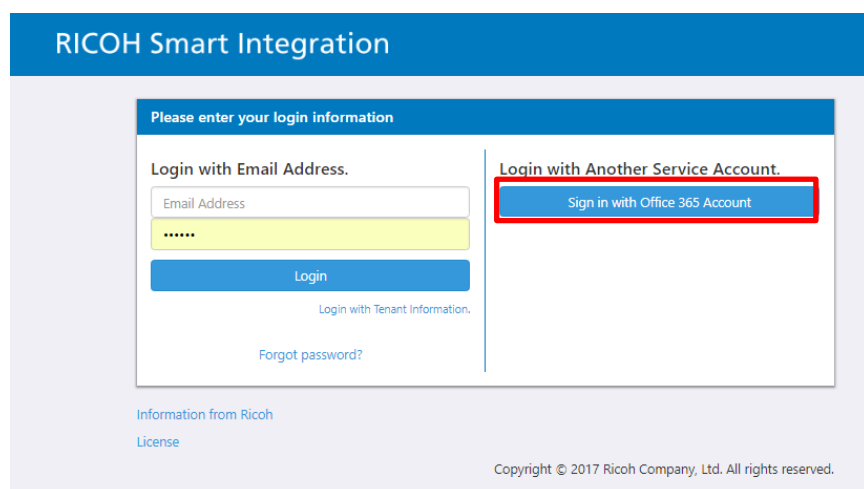 RICOH Smart Integration
Please enter your login information
Login with Email Address.
Email Address
••••••
Login
Login with Tenant Information.
Forgot password?
Login with Another Service Account.
Sign in with Office 365 Account
Information from Ricoh
License
Copyright © 2017 Ricoh Company, Ltd. All rights reserved.